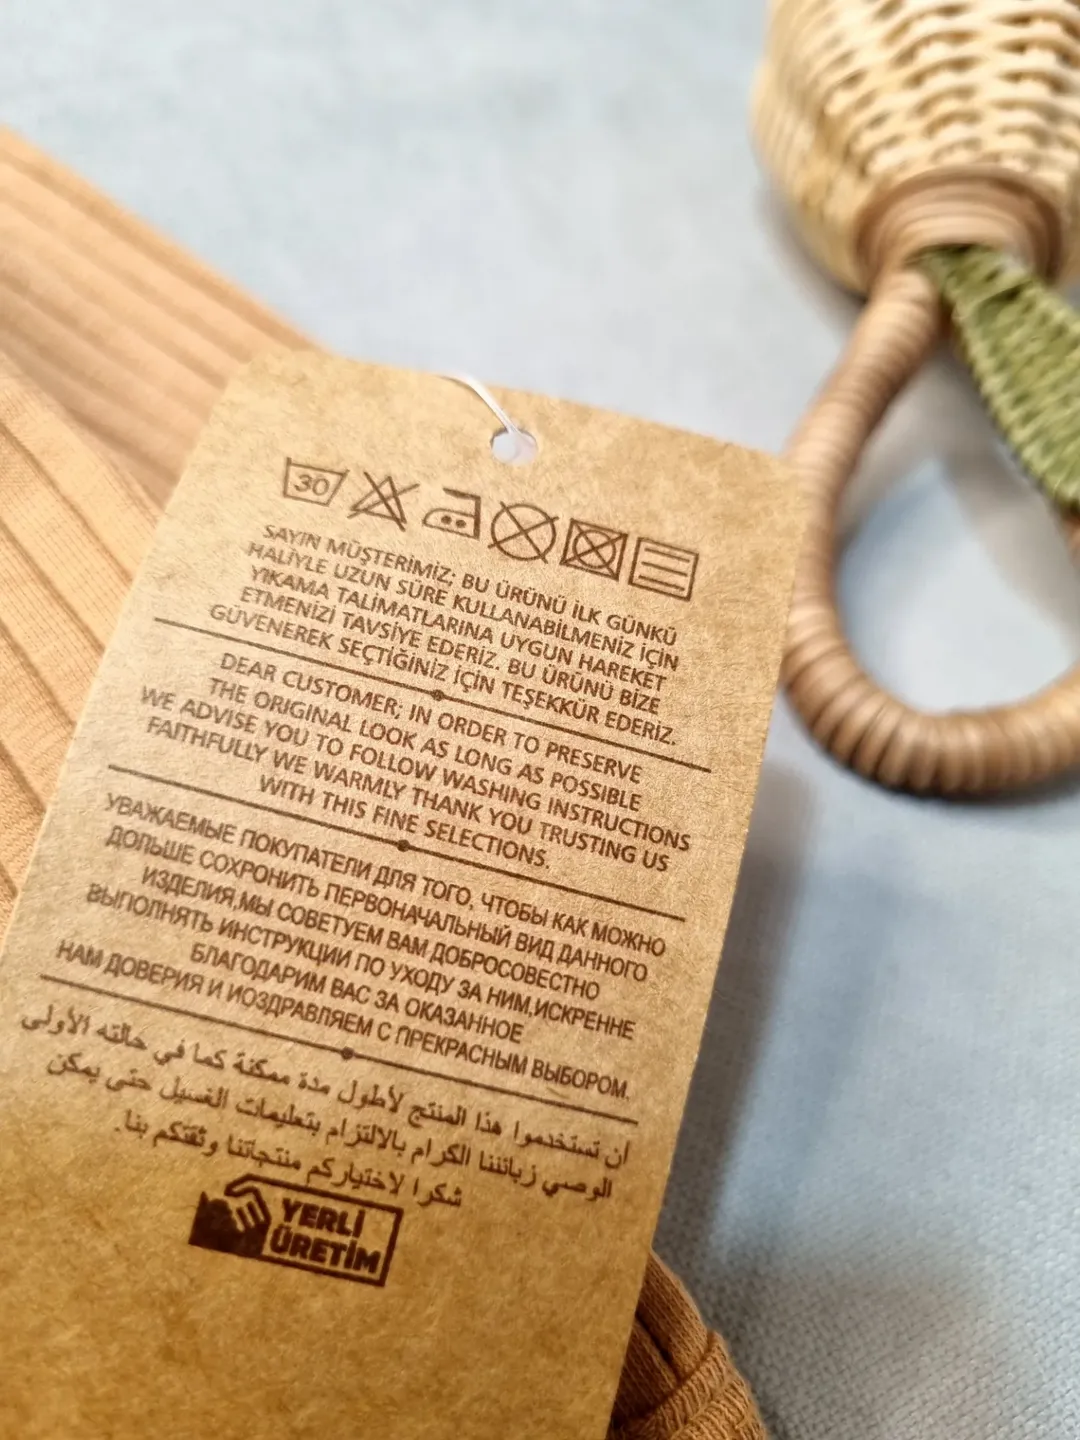 30
SAYIN MÜŞTERİMİZ; BU ÜRÜNÜ İLK GÜNKÜ
HALİYLE UZUN SÜRE KULLANABİLMENİZ İÇİN
YIKAMA TALİMATLARINA UYGUN HAREKET
ETMENİZİ TAVSİYE EDERİZ. BU ÜRÜNÜ BİZE
GÜVENEREK SEÇTİĞİNİZ İÇİN TEŞEKKÜR EDERİZ.
DEAR CUSTOMER; IN ORDER TO PRESERVE
THE ORIGINAL LOOK AS LONG AS POSSIBLE
WE ADVISE YOU TO FOLLOW WASHING INSTRUCTIONS
FAITHFULLY WE WARMLY THANK YOU TRUSTING US
WITH THIS FINE SELECTIONS.
УВАЖАЕМЫЕ ПОКУПАТЕЛИ ДЛЯ ТОГО, ЧТОБЫ КАК МОЖНО
ДОЛЬШЕ СОХРОНИТЬ ПЕРВОНАЧАЛЬНЫЙ ВИД ДАННОГО
ИЗДЕЛИЯ,МЫ СОВЕТУЕМ ВАМ ДОБРОСОВЕСТНО
ВЫПОЛНЯТЬ ИНСТРУКЦИИ ПО УХОДУ ЗА НИМ,ИСКРЕННЕ
БЛАГОДАРИМ ВАС ЗА ОКАЗАННОЕ
НАМ ДОВЕРИЯ И ИОЗДРАВЛЯЕМ С ПРЕКРАСНЫМ ВЫБОРОМ.
أن تستخدموا هذا المنتج لأطول مدة ممكنة كما في حالته الأولى
الوصي زبائننا الكرام بالالتزام بتعليمات الغسيل حتى يمكن
شكرا لاختياركم منتجاتنا وثقتكم بنا.
YERLİ
ÜRETİM